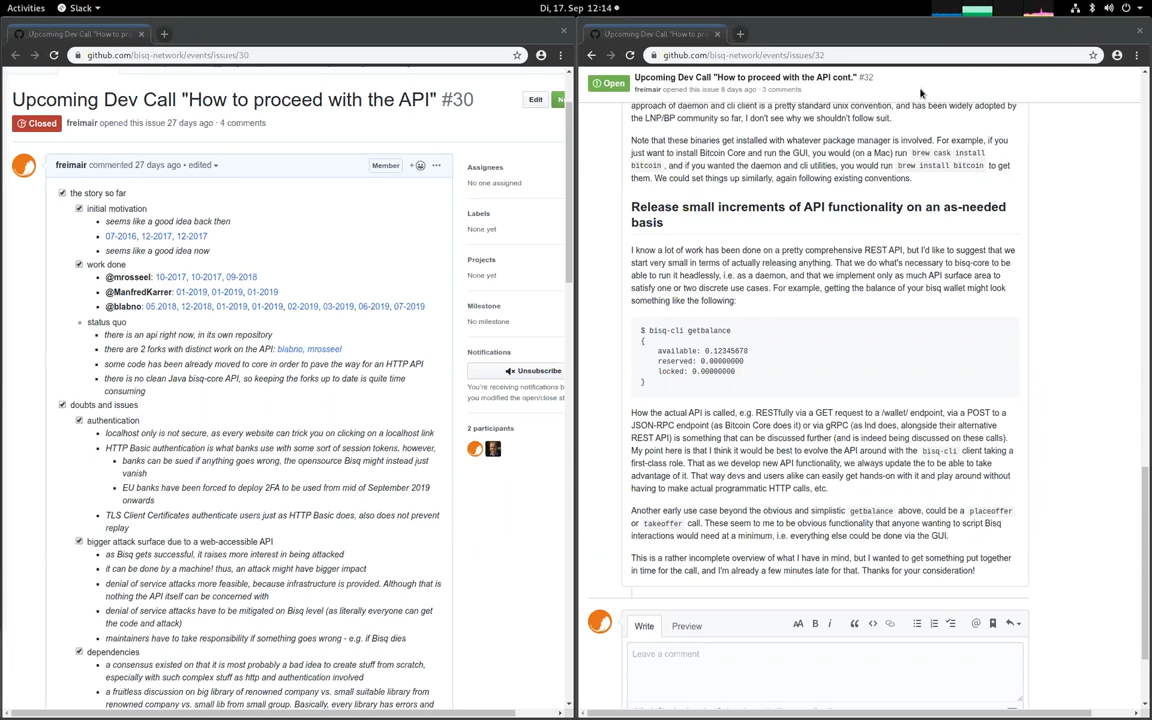 Activities
Slack
Di, 17. Sep 12:14
Upcoming Dev Call "How to pro
github.com/bisq-network/events/issues/30
Upcoming Dev Call "How to proceed with the API" #30
Edit
Closed
freimair opened this issue 27 days ago · 4 comments
freimair commented 27 days ago • edited
Member
the story so far
initial motivation
seems like a good idea back then
07-2016, 12-2017, 12-2017
seems like a good idea now
work done
@mrosseel: 10-2017, 10-2017, 09-2018
@ManfredKarrer: 01-2019, 01-2019, 01-2019
@blabno: 05.2018, 12-2018, 01-2019, 01-2019, 02-2019, 03-2019, 06-2019, 07-2019
status quo
there is an api right now, in its own repository
there are 2 forks with distinct work on the API: blabno, mrosseel
some code has been already moved to core in order to pave the way for an HTTP API
there is no clean Java bisq-core API, so keeping the forks up to date is quite time
consuming
doubts and issues
authentication
localhost only is not secure, as every website can trick you on clicking on a localhost link
HTTP Basic authentication is what banks use with some sort of session tokens, however,
banks can be sued if anything goes wrong, the opensource Bisq might instead just
vanish
EU banks have been forced to deploy 2FA to be used from mid of September 2019
onwards
TLS Client Certificates authenticate users just as HTTP Basic does, also does not prevent
replay
bigger attack surface due to a web-accessible API
as Bisq gets successful, it raises more interest in being attacked
it can be done by a machine! thus, an attack might have bigger impact
denial of service attacks more feasible, because infrastructure is provided. Although that is
nothing the API itself can be concerned with
denial of service attacks have to be mitigated on Bisq level (as literally everyone can get
the code and attack)
maintainers have to take responsibility if something goes wrong - e.g. if Bisq dies
dependencies
a consensus existed on that it is most probably a bad idea to create stuff from scratch,
especially with such complex stuff as http and authentication involved
a fruitless discussion on big library of renowned company vs. small suitable library from
renowned company vs. small lib from small group. Basically, every library has errors and
Assignees
No one assigned
Labels
None yet
Projects
None yet
Milestone
No milestone
Notifications
Unsubscribe
You're receiving notifications b
you modified the open/close st
2 participants
Upcoming Dev Call "How to pro
github.com/bisq-network/events/issues/32
Open
Upcoming Dev Call "How to proceed with the API cont." #32
freimair opened this issue 8 days ago · 3 comments
approach of daemon and cli client is a pretty standard unix convention, and has been widely adopted by
the LNP/BP community so far, I don't see why we shouldn't follow suit.
Note that these binaries get installed with whatever package manager is involved. For example, if you
just want to install Bitcoin Core and run the GUI, you would (on a Mac) run brew cask install
bitcoin, and if you wanted the daemon and cli utilities, you would run brew install bitcoin to get
them. We could set things up similarly, again following existing conventions.
Release small increments of API functionality on an as-needed
basis
I know a lot of work has been done on a pretty comprehensive REST API, but I'd like to suggest that we
start very small in terms of actually releasing anything. That we do what's necessary to bisq-core to be
able to run it headlessly, i.e. as a daemon, and that we implement only as much API surface area to
satisfy one or two discrete use cases. For example, getting the balance of your bisq wallet might look
something like the following:
$ bisq-cli getbalance
{
available: 0.12345678
reserved: 0.00000000
locked: 0.00000000
}
How the actual API is called, e.g. RESTfully via a GET request to a /wallet/ endpoint, via a POST to a
JSON-RPC endpoint (as Bitcoin Core does it) or via gRPC (as lnd does, alongside their alternative
REST API) is something that can be discussed further (and is indeed being discussed on these calls).
My point here is that I think it would be best to evolve the API around with the bisq-cli client taking a
first-class role. That as we develop new API functionality, we always update the to be able to take
advantage of it. That way devs and users alike can easily get hands-on with it and play around without
having to make actual programmatic HTTP calls, etc.
Another early use case beyond the obvious and simplistic getbalance above, could be a placeoffer
or takeoffer call. These seem to me to be obvious functionality that anyone wanting to script Bisq
interactions would need at a minimum, i.e. everything else could be done via the GUI.
This is a rather incomplete overview of what I have in mind, but I wanted to get something put together
in time for the call, and I'm already a few minutes late for that. Thanks for your consideration!
Write
Preview
AA B i
Leave a comment